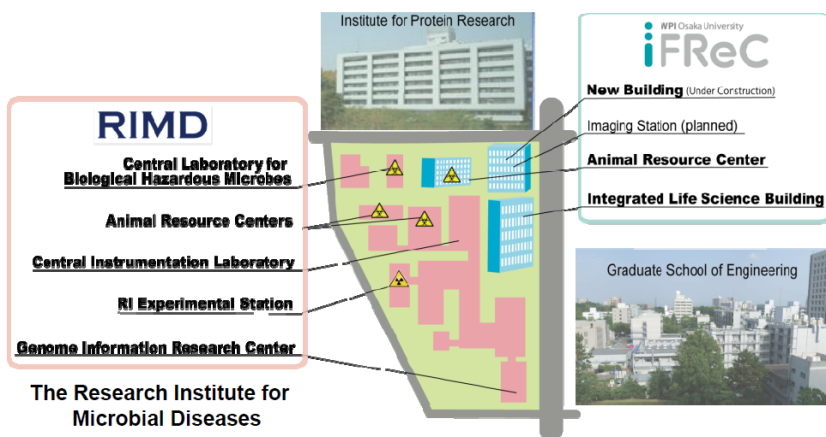 Institute for Protein Research
WPI Osaka University
iFReC
New Building (Under Construction)
Imaging Station (planned)
Animal Resource Center
Integrated Life Science Building
RIMD
Central Laboratory for
Biological Hazardous Microbes
Animal Resource Centers
Central Instrumentation Laboratory
RI Experimental Station
Genome Information Research Center
Graduate School of Engineering
The Research Institute for
Microbial Diseases